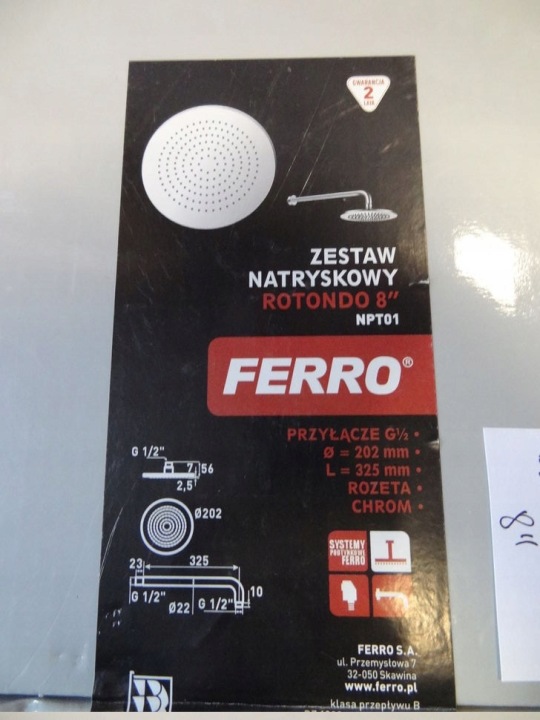 GWARANCJA
2
LATA
ZESTAW
NATRYSKOWY
ROTONDO 8"
NPT01
FERRO®
PRZYŁĄCZE G½ •
Ø = 202 mm •
L = 325 mm •
ROZETA •
CHROM •
G 1/2"
7
56
2,5
Ø202
23
325
G 1/2"
Ø22
G 1/2"
10
SYSTEMY
PODTYNKOWE
FERRO
FERRO S.A.
ul. Przemysłowa 7
32-050 Skawina
www.ferro.pl
klasa przepływu B
B
8"